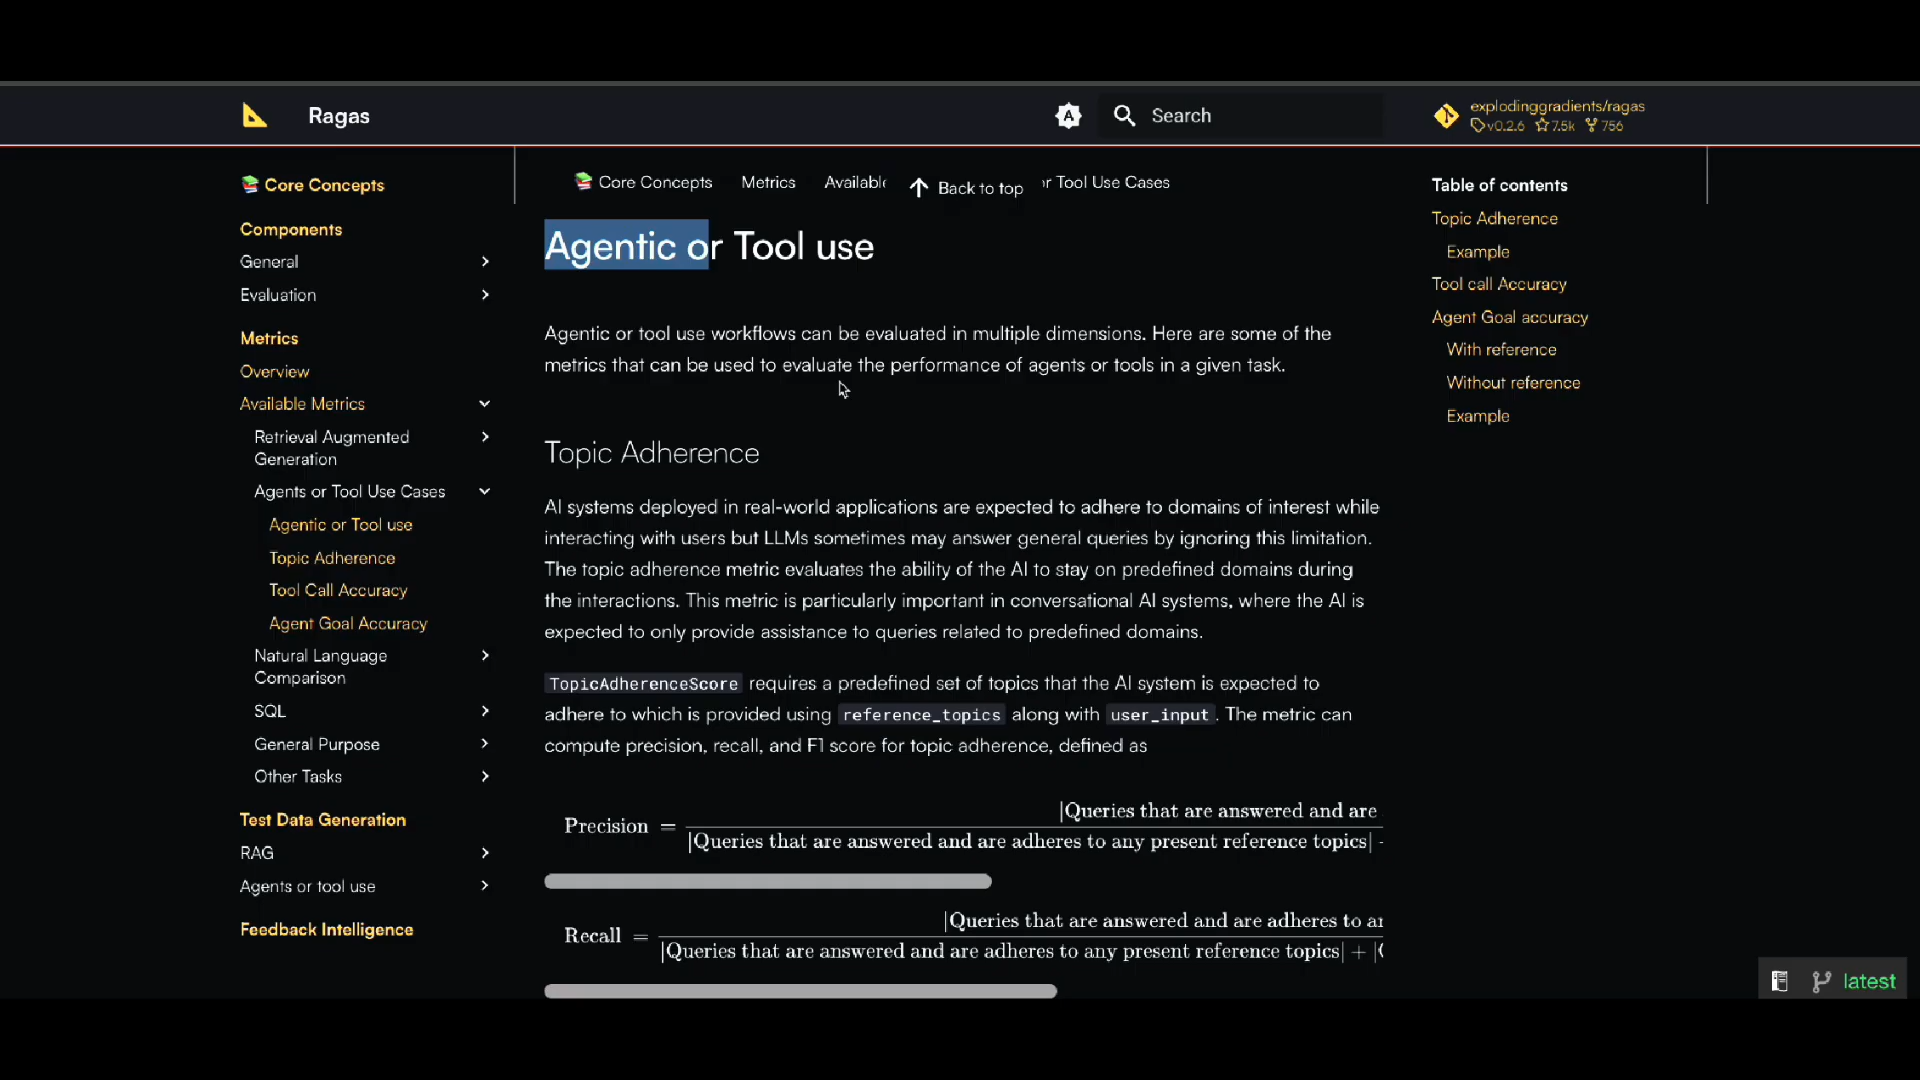 Ragas
Search
explodinggradients/ragas
v0.2.6 7.5k 756
Core Concepts
Components
General
Evaluation
Metrics
Overview
Available Metrics
Retrieval Augmented
Generation
Agents or Tool Use Cases
Agentic or Tool use
Topic Adherence
Tool Call Accuracy
Agent Goal Accuracy
Natural Language
Comparison
SQL
General Purpose
Other Tasks
Test Data Generation
RAG
Agents or tool use
Feedback Intelligence
Core Concepts Metrics Availabl Back to top or Tool Use Cases
Agentic or Tool use
Agentic or tool use workflows can be evaluated in multiple dimensions. Here are some of the
metrics that can be used to evaluate the performance of agents or tools in a given task.
Topic Adherence
AI systems deployed in real-world applications are expected to adhere to domains of interest while
interacting with users but LLMs sometimes may answer general queries by ignoring this limitation.
The topic adherence metric evaluates the ability of the AI to stay on predefined domains during
the interactions. This metric is particularly important in conversational AI systems, where the AI is
expected to only provide assistance to queries related to predefined domains.
TopicAdherenceScore requires a predefined set of topics that the AI system is expected to
adhere to which is provided using reference_topics along with user_input. The metric can
compute precision, recall, and F1 score for topic adherence, defined as
|Queries that are answered and are
Precision =
|Queries that are answered and are adheres to any present reference topics|
|Queries that are answered and are adheres to
Recall =
|Queries that are answered and are adheres to any present reference topics| + |
Table of contents
Topic Adherence
Example
Tool call Accuracy
Agent Goal accuracy
With reference
Without reference
Example
latest